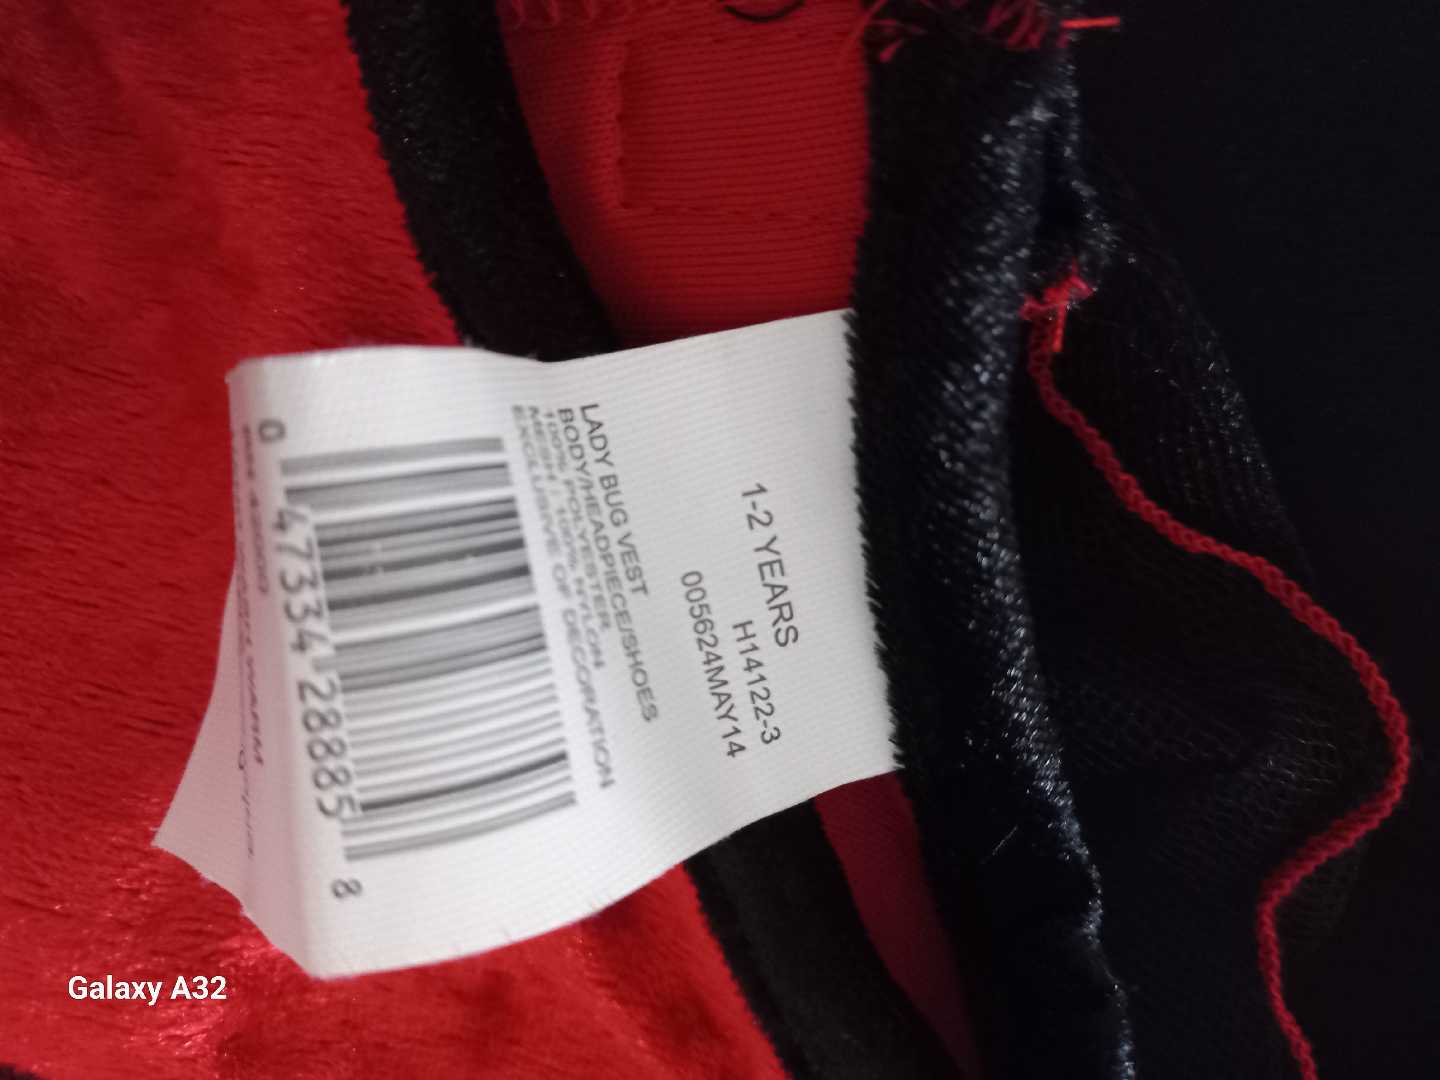 1-2 YEARS
H14122-3
005624MAY14
LADY BUG VEST
BODY/HEADPIECE/SHOES
100% POLYESTER
MESH / 100% NYLON
EXCLUSIVE OF DECORATION
0 47334 28885 8
Galaxy A32